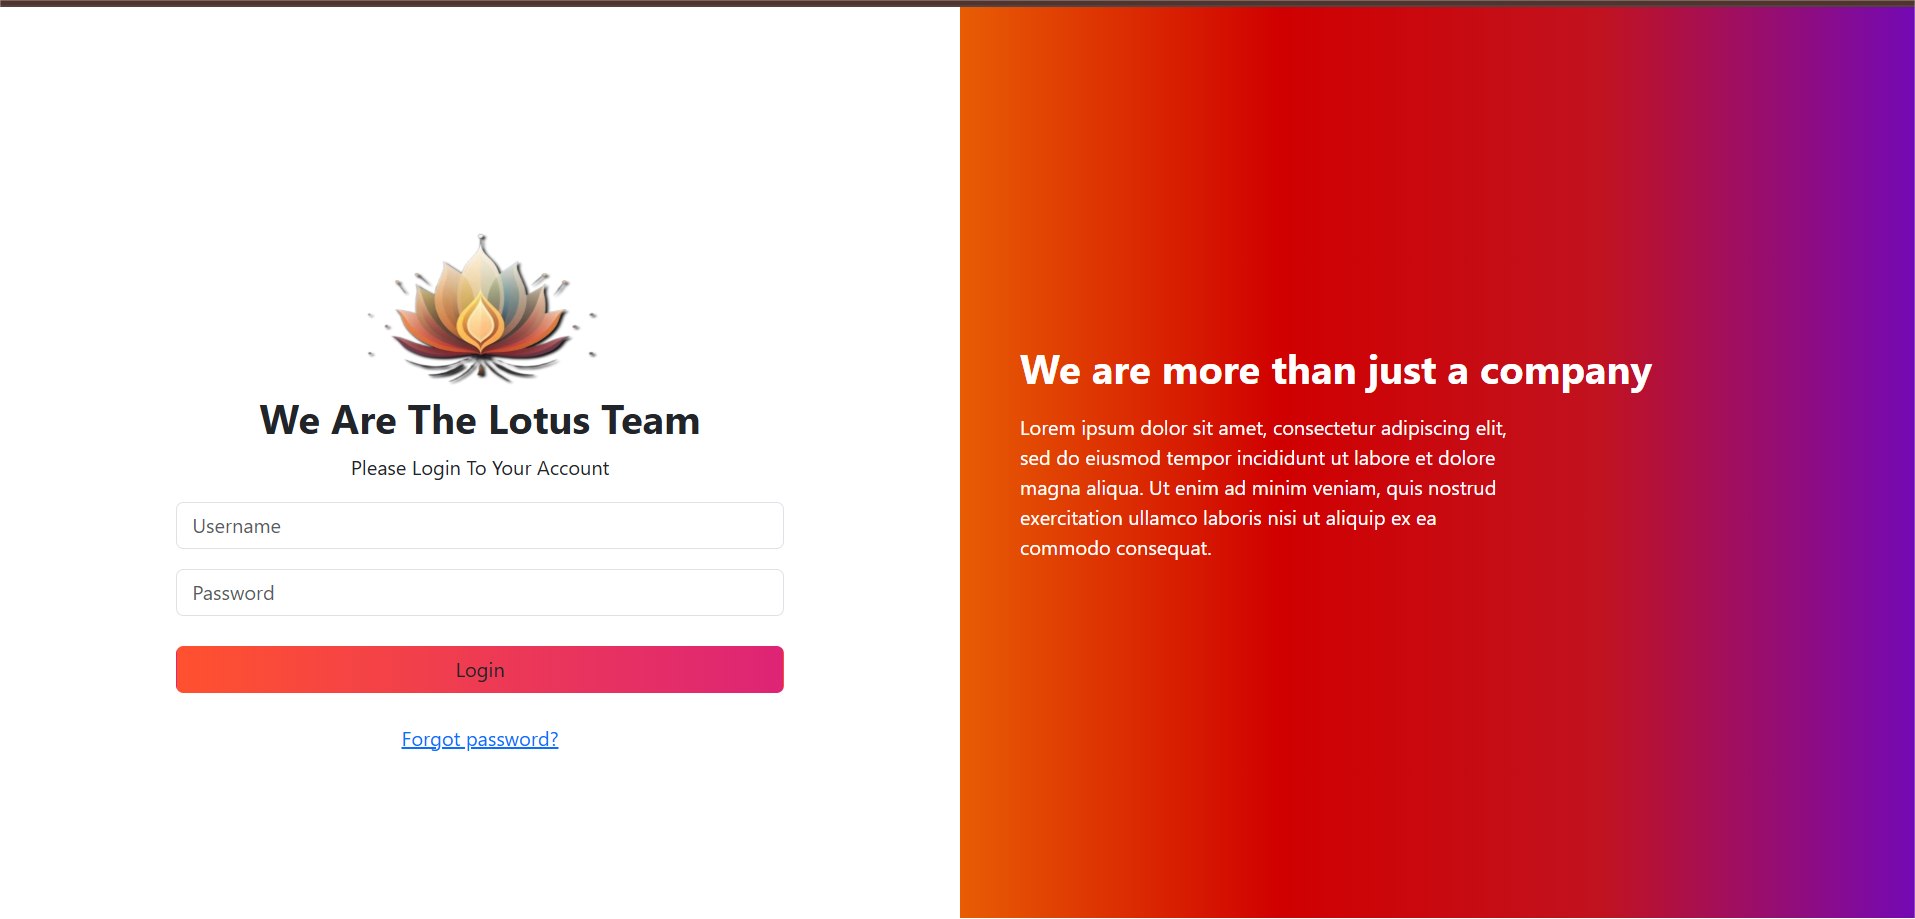 We Are The Lotus Team
Please Login To Your Account
Username
Password
Login
Forgot password?
We are more than just a company
Lorem ipsum dolor sit amet, consectetur adipiscing elit,
sed do eiusmod tempor incididunt ut labore et dolore
magna aliqua. Ut enim ad minim veniam, quis nostrud
exercitation ullamco laboris nisi ut aliquip ex ea
commodo consequat.